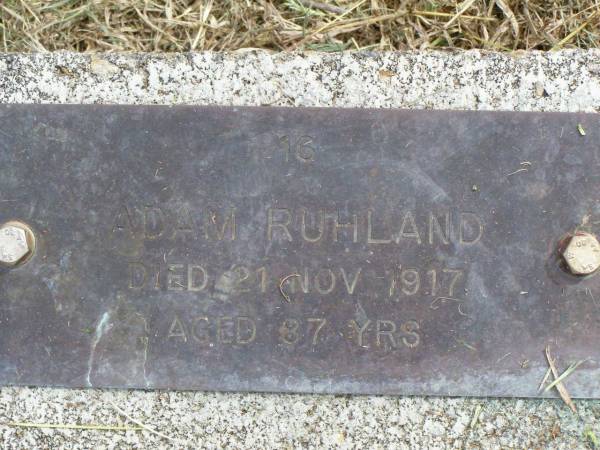 16
ADAM RUHLAND
DIED 21 NOV 1917
AGED 87 YRS